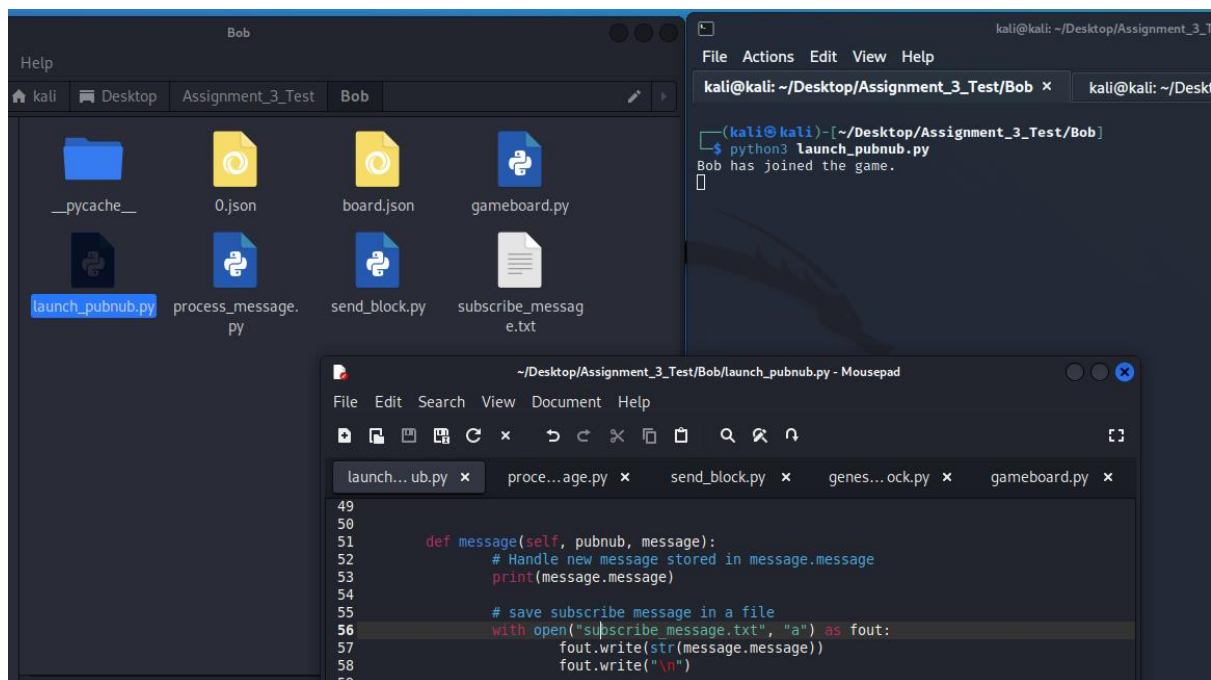 Bob
Help
kali Desktop Assignment_3_Test Bob
__pycache__
0.json
board.json
gameboard.py
launch_pubnub.py
process_message.
py
send_block.py
subscribe_messag
e.txt
kali@kali: ~/Desktop/Assignment_3_T
File Actions Edit View Help
kali@kali: ~/Desktop/Assignment_3_Test/Bob ×
kali@kali: ~/Deskt
(kali㉿kali)-[~/Desktop/Assignment_3_Test/Bob]
$ python3 launch_pubnub.py
Bob has joined the game.
~/Desktop/Assignment_3_Test/Bob/launch_pubnub.py - Mousepad
File Edit Search View Document Help
launch... ub.py × proce...age.py × send_block.py × genes...ock.py × gameboard.py ×
49
50
51 def message(self, pubnub, message):
52 # Handle new message stored in message.message
53 print(message.message)
54
55 # save subscribe message in a file
56 with open("subscribe_message.txt", "a") as fout:
57 fout.write(str(message.message))
58 fout.write("\n")